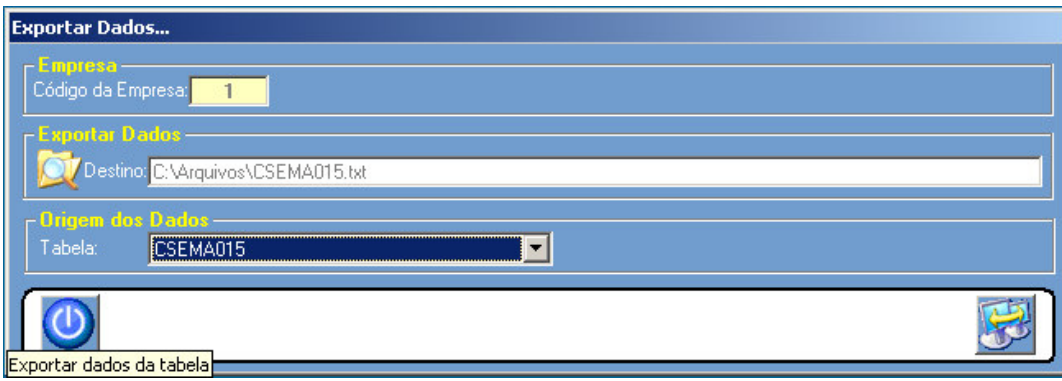 Exportar Dados...
Empresa
Código da Empresa: 1
Exportar Dados
Destino: C:\Arquivos\CSEMA015.txt
Origem dos Dados
Tabela: CSEMA015
Exportar dados da tabela